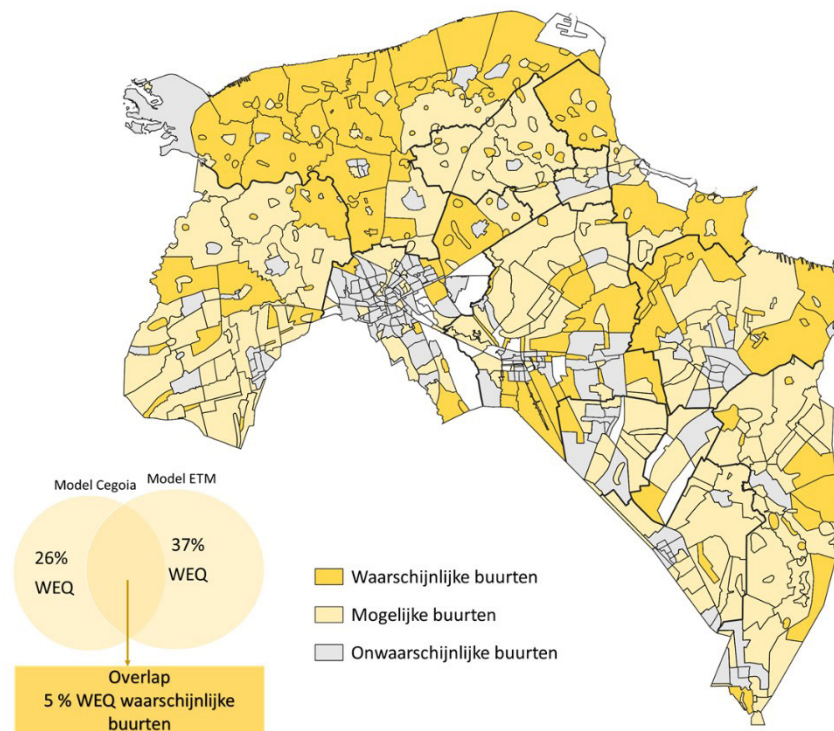 Model Cegoia
Model ETM
26%
WEQ
37%
WEQ
Overlap
5 % WEQ waarschijnlijke
buurten
Waarschijnlijke buurten
Mogelijke buurten
Onwaarschijnlijke buurten